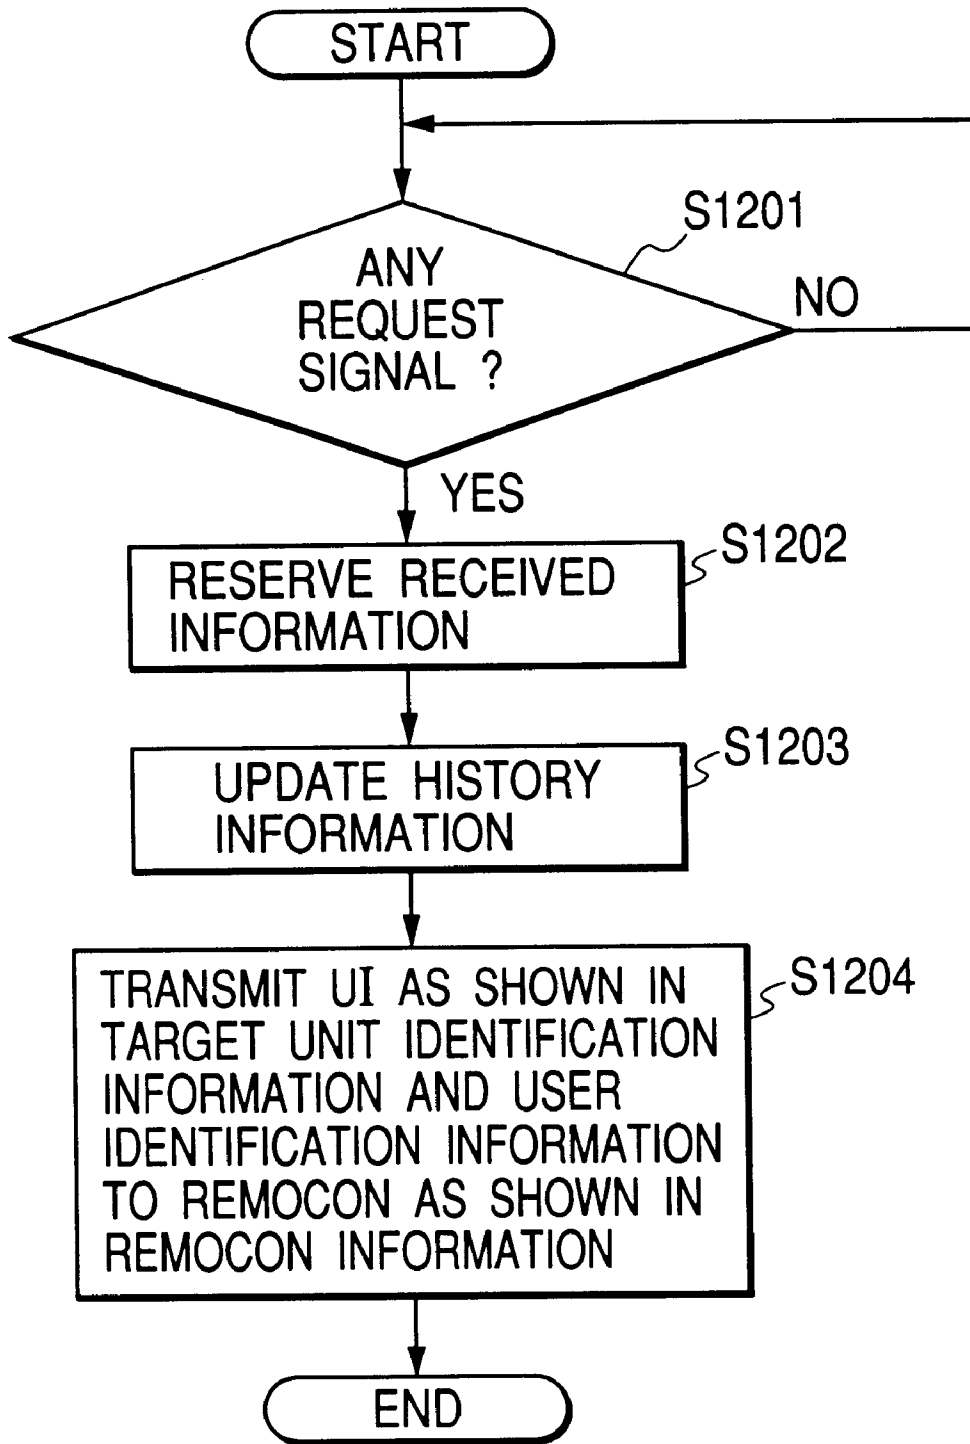 START
S1201
ANY
REQUEST
SIGNAL ?
NO
YES
S1202
RESERVE RECEIVED
INFORMATION
S1203
UPDATE HISTORY
INFORMATION
S1204
TRANSMIT UI AS SHOWN IN
TARGET UNIT IDENTIFICATION
INFORMATION AND USER
IDENTIFICATION INFORMATION
TO REMOCON AS SHOWN IN
REMOCON INFORMATION
END